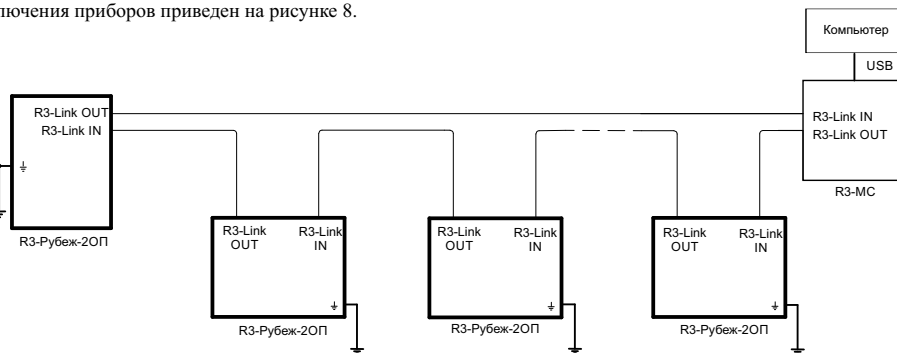 лючения приборов приведен на рисунке 8.
Компьютер
USB
R3-Link OUT
R3-Link IN
R3-Link IN
R3-Link OUT
R3-МС
R3-Рубеж-2ОП
R3-Link OUT
R3-Link IN
R3-Link OUT
R3-Link IN
R3-Link OUT
R3-Link IN
R3-Рубеж-2ОП
R3-Рубеж-2ОП
R3-Рубеж-2ОП